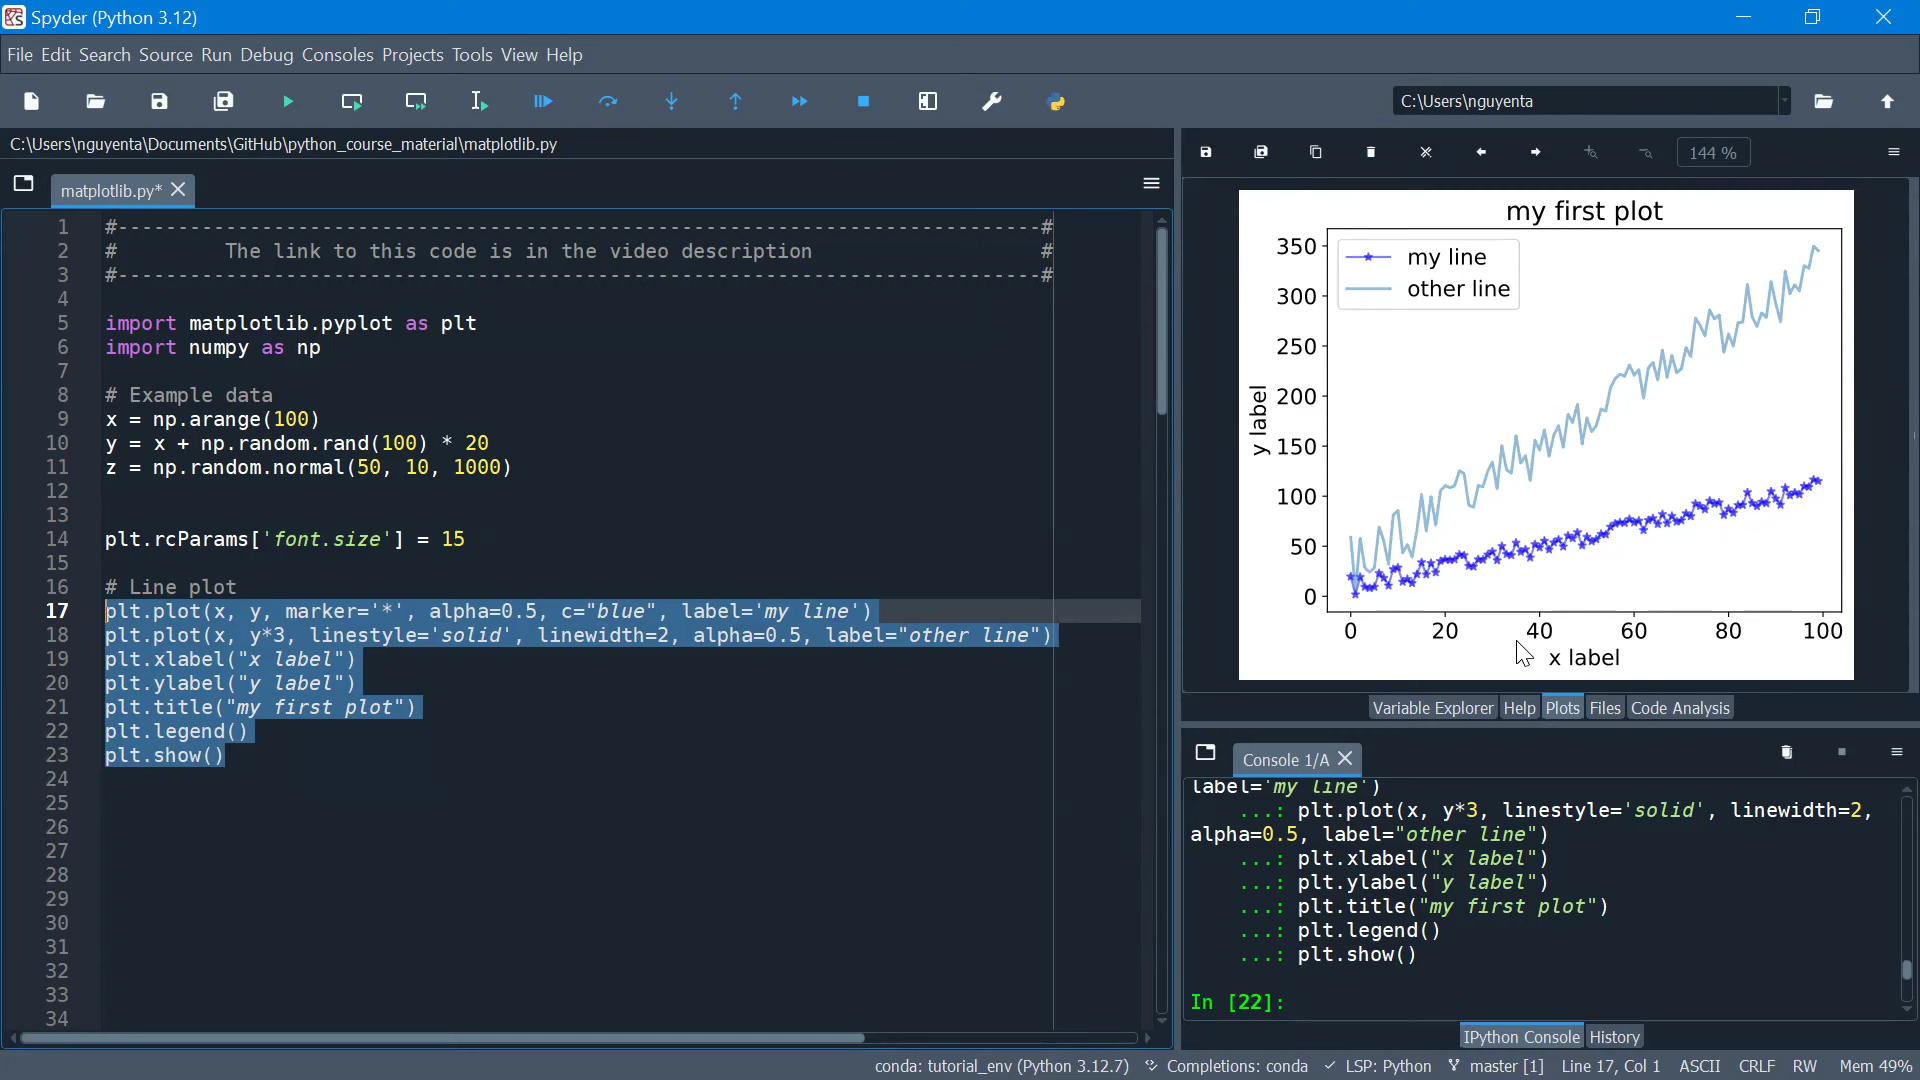 Spyder (Python 3.12)
File Edit Search Source Run Debug Consoles Projects Tools View Help
C:\Users\nguyenta
C:\Users\nguyenta\Documents\GitHub\python_course_material\matplotlib.py
matplotlib.py*
1 #-----------------------------------------------------------------------------#
2 # The link to this code is in the video description #
3 #-----------------------------------------------------------------------------#
4
5 import matplotlib.pyplot as plt
6 import numpy as np
7
8 # Example data
9 x = np.arange(100)
10 y = x + np.random.rand(100) * 20
11 z = np.random.normal(50, 10, 1000)
12
13
14 plt.rcParams['font.size'] = 15
15
16 # Line plot
17 plt.plot(x, y, marker='*', alpha=0.5, c="blue", label='my line')
18 plt.plot(x, y*3, linestyle='solid', linewidth=2, alpha=0.5, label="other line")
19 plt.xlabel("x label")
20 plt.ylabel("y label")
21 plt.title("my first plot")
22 plt.legend()
23 plt.show()
24
25
26
27
28
29
30
31
32
33
34
144 %
my first plot
my line
other line
y label
350
300
250
200
150
100
50
0
0 20 40 60 80 100
x label
Variable Explorer Help Plots Files Code Analysis
Console 1/A
label='my line')
...: plt.plot(x, y*3, linestyle='solid', linewidth=2,
alpha=0.5, label="other line")
...: plt.xlabel("x label")
...: plt.ylabel("y label")
...: plt.title("my first plot")
...: plt.legend()
...: plt.show()
In [22]:
IPython Console History
conda: tutorial_env (Python 3.12.7) Completions: conda LSP: Python master [1] Line 17, Col 1 ASCII CRLF RW Mem 49%